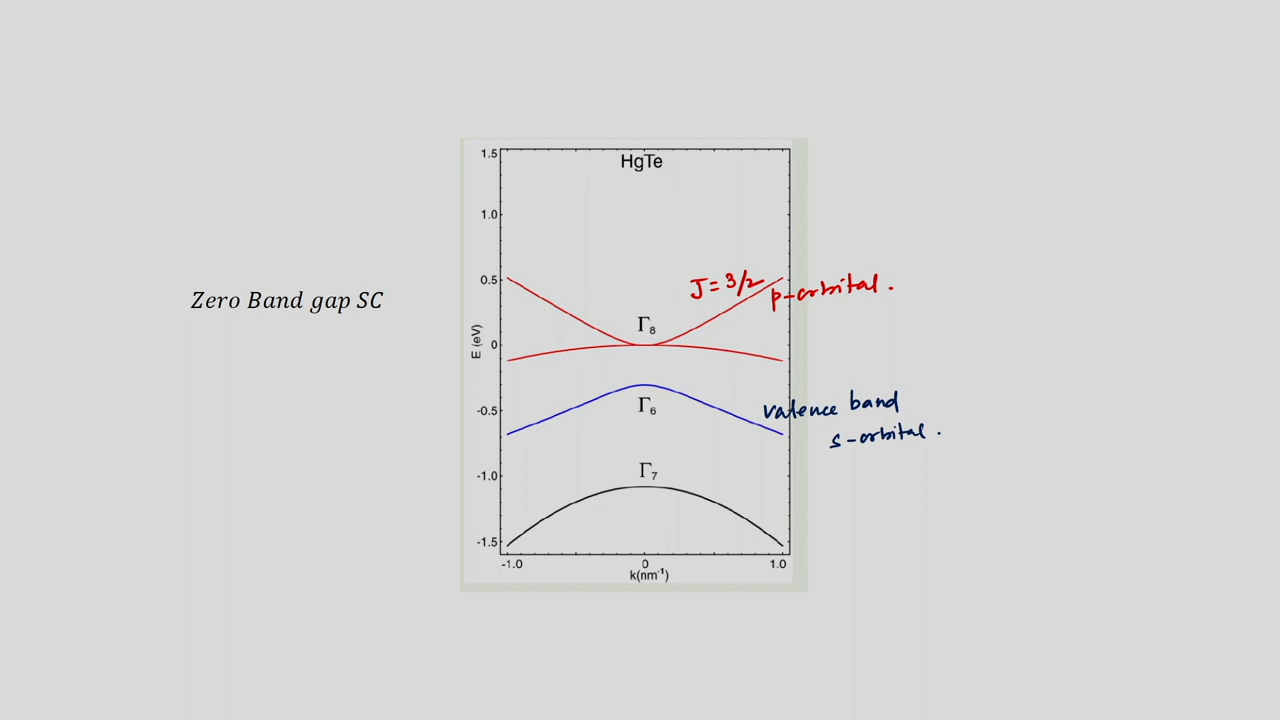 HgTe
1.5
1.0
J = 3/2
0.5
p-orbital.
Zero Band gap SC
Γ8
E (eV)
0
valence band
Γ6
-0.5
s-orbital.
Γ7
-1.0
-1.5
-1.0 0 1.0
k(nm⁻¹)